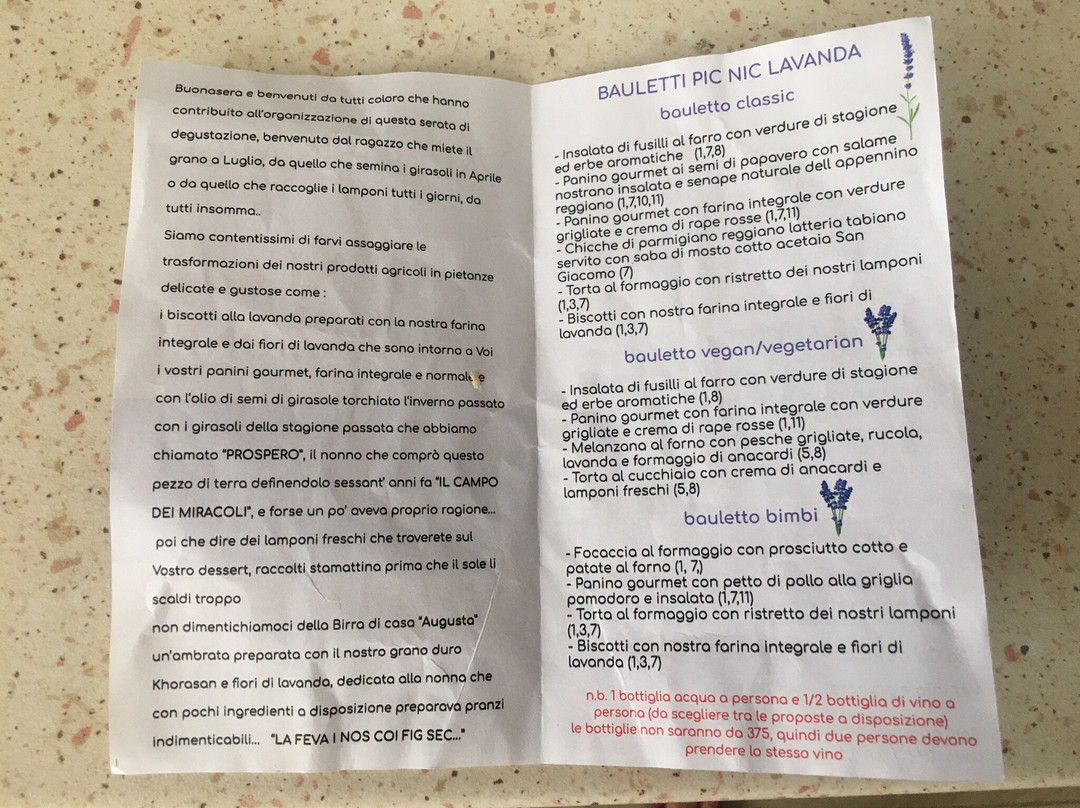 Buonasera e benvenuti da tutti coloro che hanno
contribuito all'organizzazione di questa serata di
degustazione, benvenuto dal ragazzo che miete il
grano a Luglio, da quello che semina i girasoli in Aprile
o da quello che raccoglie i lamponi tutti i giorni, da
tutti insomma..
Siamo contentissimi di farvi assaggiare le
trasformazioni dei nostri prodotti agricoli in pietanze
delicate e gustose come :
i biscotti alla lavanda preparati con la nostra farina
integrale e dai fiori di lavanda che sono intorno a Voi
i vostri panini gourmet, farina integrale e normale e
con l'olio di semi di girasole torchiato l'inverno passato
con i girasoli della stagione passata che abbiamo
chiamato "PROSPERO", il nonno che comprò questo
pezzo di terra definendolo sessant' anni fa "IL CAMPO
DEI MIRACOLI", e forse un po' aveva proprio ragione...
poi che dire dei lamponi freschi che troverete sul
Vostro dessert, raccolti stamattina prima che il sole li
scaldi troppo
non dimentichiamoci della Birra di casa "Augusta"
un'ambrata preparata con il nostro grano duro
Khorasan e fiori di lavanda, dedicata alla nonna che
con pochi ingredienti a disposizione preparava pranzi
indimenticabili... "LA FEVA I NOS COI FIG SEC..."
BAULETTI PIC NIC LAVANDA
bauletto classic
- Insalata di fusilli al farro con verdure di stagione
ed erbe aromatiche (1,7,8)
- Panino gourmet ai semi di papavero con salame
nostrano insalata e senape naturale dell appennino
reggiano (1,7,10,11)
- Panino gourmet con farina integrale con verdure
grigliate e crema di rape rosse (1,7,11)
- Chicche di parmigiano reggiano latteria tabiano
servito con saba di mosto cotto acetaia San
Giacomo (7)
- Torta al formaggio con ristretto dei nostri lamponi
(1,3,7)
- Biscotti con nostra farina integrale e fiori di
lavanda (1,3,7)
bauletto vegan/vegetarian
- Insalata di fusilli al farro con verdure di stagione
ed erbe aromatiche (1,8)
- Panino gourmet con farina integrale con verdure
grigliate e crema di rape rosse (1,11)
- Melanzana al forno con pesche grigliate, rucola,
lavanda e formaggio di anacardi (5,8)
- Torta al cucchiaio con crema di anacardi e
lamponi freschi (5,8)
bauletto bimbi
- Focaccia al formaggio con prosciutto cotto e
patate al forno (1, 7,)
- Panino gourmet con petto di pollo alla griglia
pomodoro e insalata (1,7,11)
- Torta al formaggio con ristretto dei nostri lamponi
(1,3,7)
- Biscotti con nostra farina integrale e fiori di
lavanda (1,3,7)
n.b. 1 bottiglia acqua a persona e 1/2 bottiglia di vino a
persona (da scegliere tra le proposte a disposizione)
le bottiglie non saranno da 375, quindi due persone devono
prendere lo stesso vino